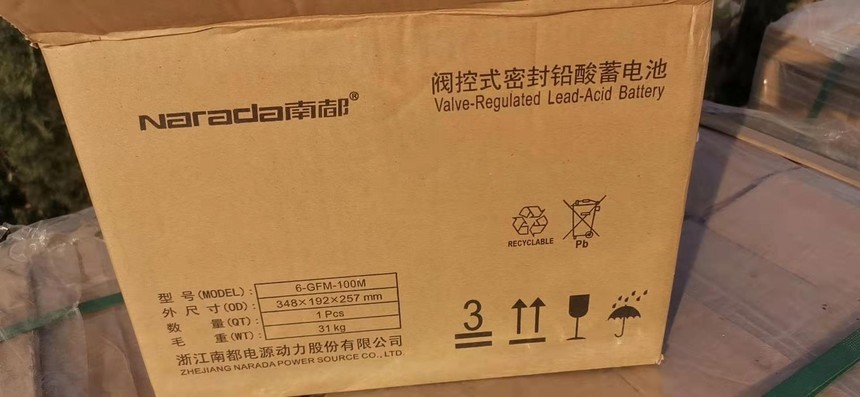 Narada南都®
阀控式密封铅酸蓄电池
Valve-Regulated Lead-Acid Battery
RECYCLABLE
Pb
型 号(MODEL): 6-GFM-100M
外 尺 寸(OD): 348×192×257 mm
数 量(QT): 1 Pcs
毛 重(WT): 31 kg
浙江南都电源动力股份有限公司
ZHEJIANG NARADA POWER SOURCE CO., LTD.
3